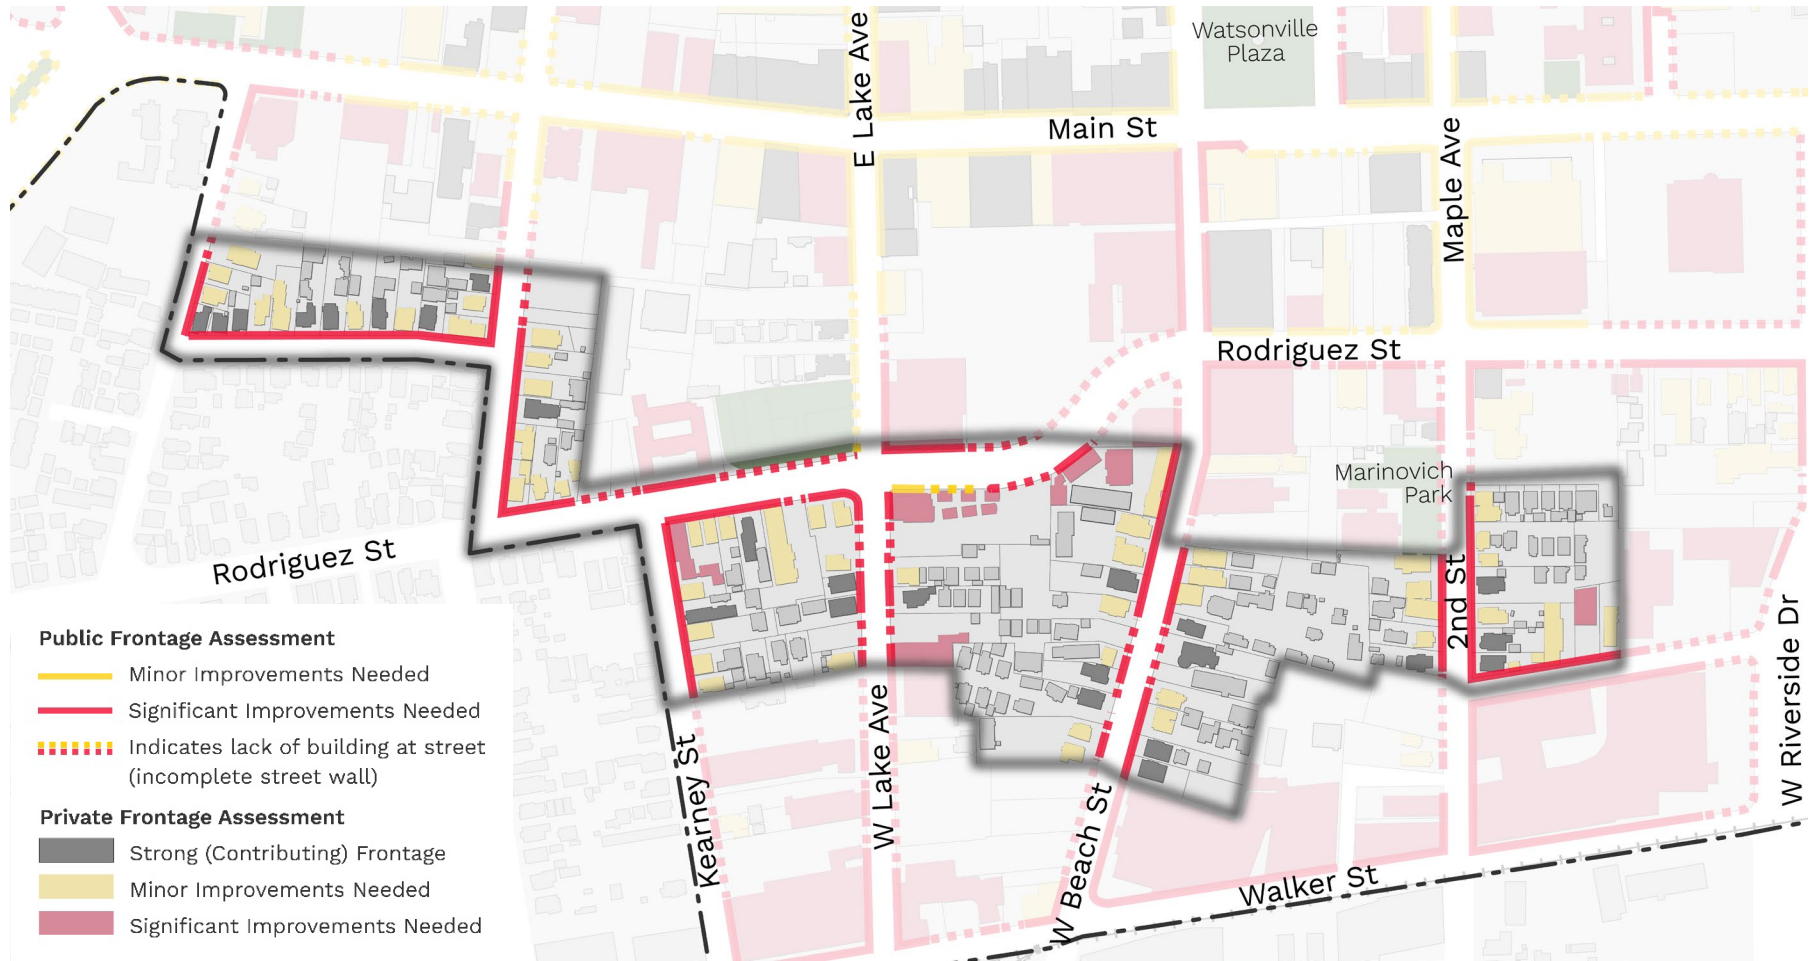 Watsonville
Plaza
E Lake Ave
Main St
Maple Ave
Rodriguez St
Marinovich
Park
Rodriguez St
2nd St
W Riverside Dr
Kearney St
W Lake Ave
W Beach St
Walker St
Public Frontage Assessment
Minor Improvements Needed
Significant Improvements Needed
Indicates lack of building at street
(incomplete street wall)
Private Frontage Assessment
Strong (Contributing) Frontage
Minor Improvements Needed
Significant Improvements Needed